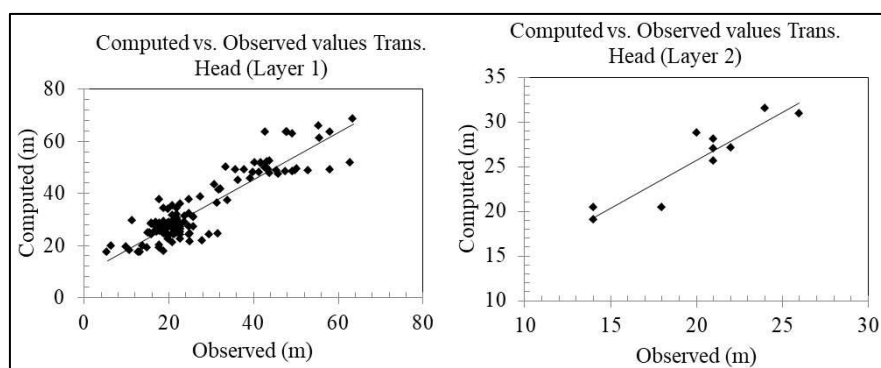 Computed vs. Observed values Trans.
Head (Layer 1)
80
60
40
20
0
Computed (m)
0 20 40 60 80
Observed (m)
Computed vs. Observed values Trans.
Head (Layer 2)
35
30
25
20
15
10
Computed (m)
10 15 20 25 30
Observed (m)